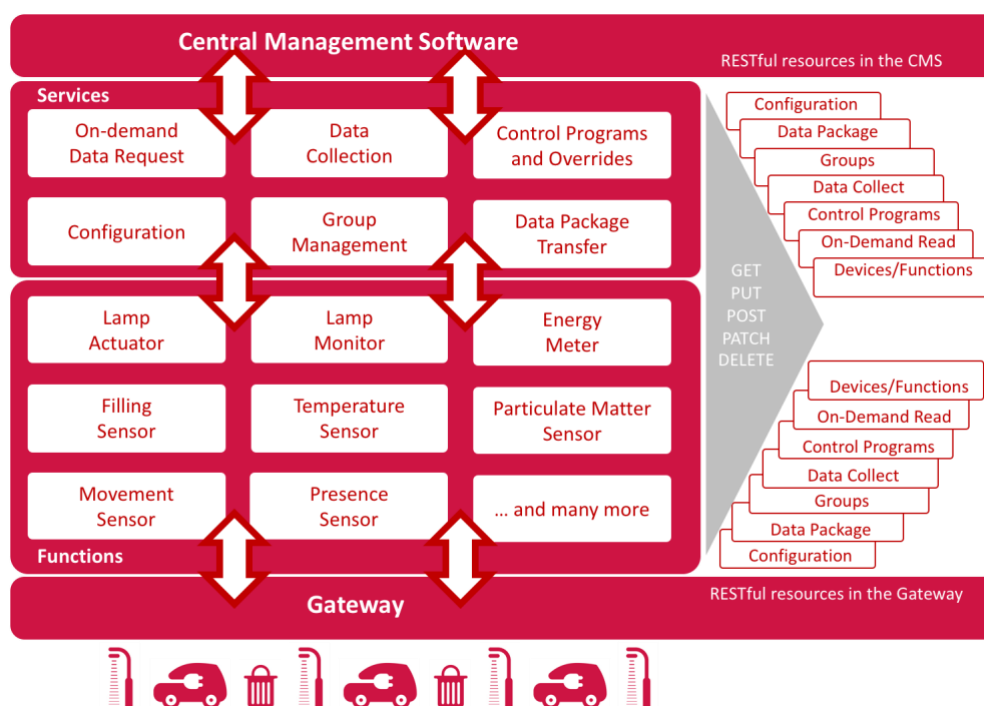 Central Management Software
RESTful resources in the CMS
Services
On-demand
Data Request
Data
Collection
Control Programs
and Overrides
Configuration
Group
Management
Data Package
Transfer
Lamp
Actuator
Lamp
Monitor
Energy
Meter
Filling
Sensor
Temperature
Sensor
Particulate Matter
Sensor
Movement
Sensor
Presence
Sensor
... and many more
Functions
Gateway
GET
PUT
POST
PATCH
DELETE
Configuration
Data Package
Groups
Data Collect
Control Programs
On-Demand Read
Devices/Functions
Devices/Functions
On-Demand Read
Control Programs
Data Collect
Groups
Data Package
Configuration
RESTful resources in the Gateway